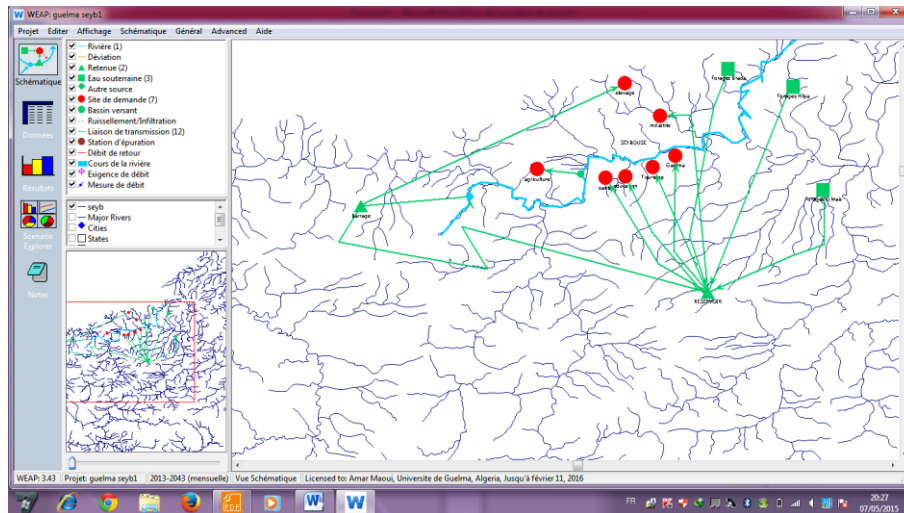 WEAP: guelma seyb1
Projet Editer Affichage Schématique Général Advanced Aide
Schématique
Données
Résultats
Scenario
Explorer
Notes
Rivière (1)
Déviation
Retenue (2)
Eau souterraine (3)
Autre source
Site de demande (7)
Bassin versant
Ruissellement/Infiltration
Liaison de transmission (12)
Station d'épuration
Débit de retour
Cours de la rivière
Exigence de débit
Mesure de débit
seyb
Major Rivers
Cities
States
elevage
industrie
SEYBOUSE
Guelma
agriculture
Barrage
RESERVOIR
WEAP: 3.43 Projet: guelma seyb1 2013-2043 (mensuelle) Vue Schématique Licensed to: Amar Maoui, Universite de Guelma, Algeria, Jusqu'à février 11, 2016
PDF
FR
20:27
07/05/2015